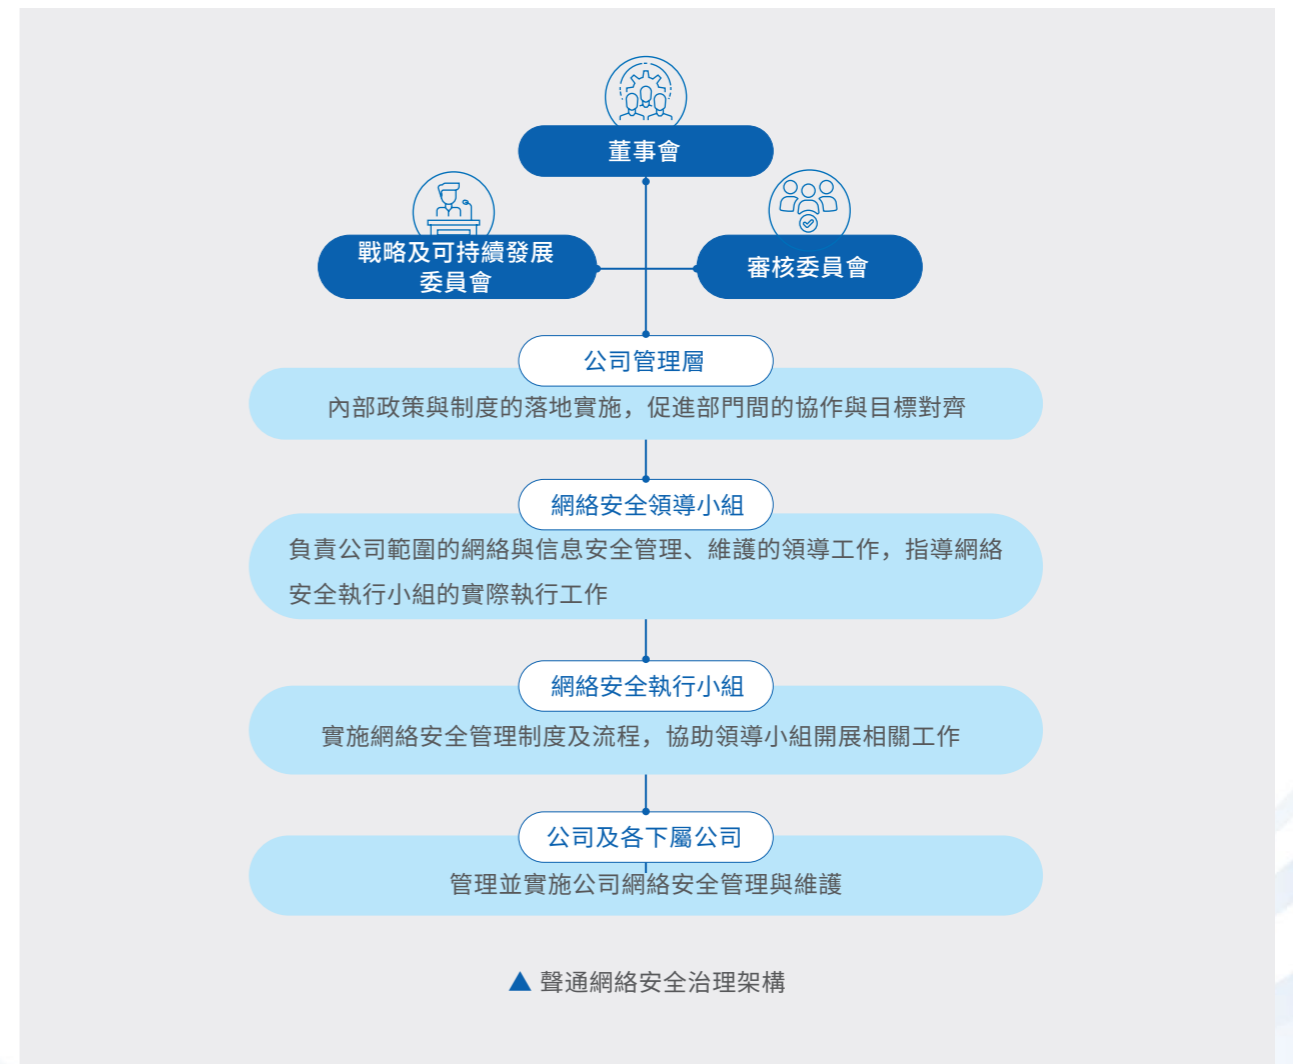 董事會
戰略及可持續發展
委員會
審核委員會
公司管理層
內部政策與制度的落地實施，促進部門間的協作與目標對齊
網絡安全領導小組
負責公司範圍的網絡與信息安全管理、維護的領導工作，指導網絡
安全執行小組的實際執行工作
網絡安全執行小組
實施網絡安全管理制度及流程，協助領導小組開展相關工作
公司及各下屬公司
管理並實施公司網絡安全管理與維護
▲ 聲通網絡安全治理架構